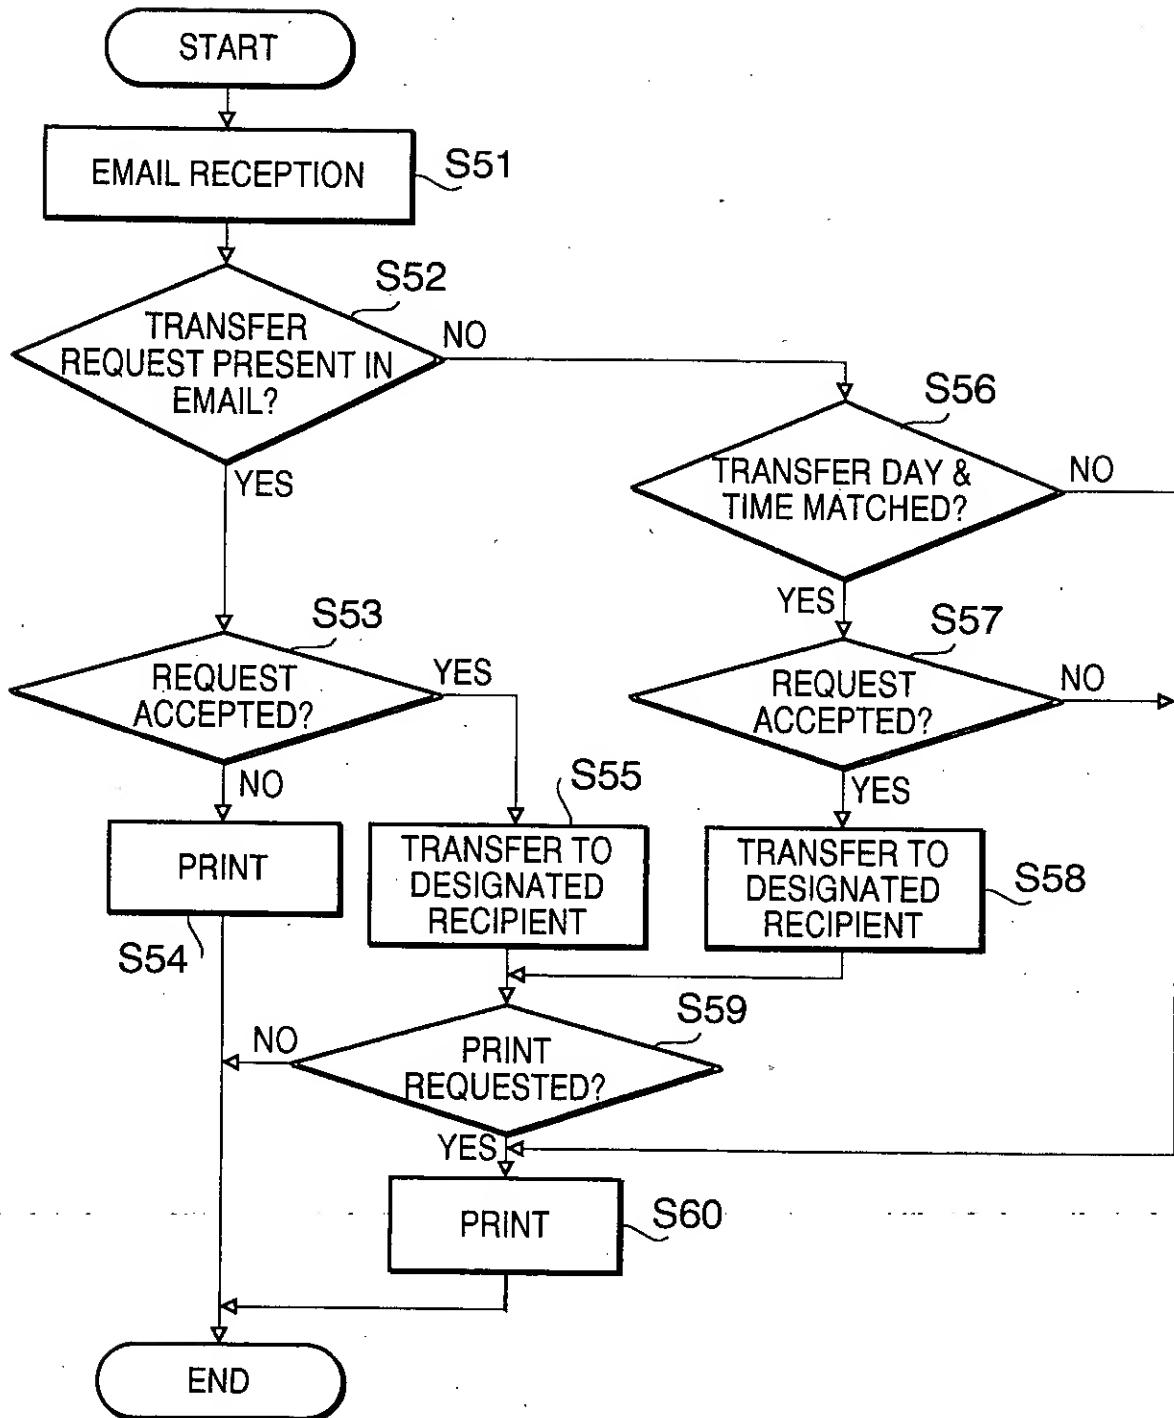 START
EMAIL RECEPTION
S51
S52
TRANSFER
REQUEST PRESENT IN
EMAIL?
NO
YES
S56
TRANSFER DAY &
TIME MATCHED?
NO
YES
S53
REQUEST
ACCEPTED?
YES
NO
S57
REQUEST
ACCEPTED?
NO
YES
PRINT
S54
S55
TRANSFER TO
DESIGNATED
RECIPIENT
TRANSFER TO
DESIGNATED
RECIPIENT
S58
S59
PRINT
REQUESTED?
NO
YES
PRINT
S60
END